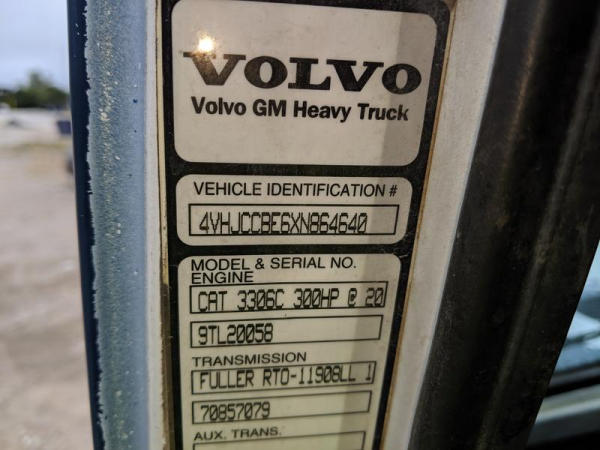 VOLVO
Volvo GM Heavy Truck
VEHICLE IDENTIFICATION #
4VHJCCBE6XN864640
MODEL & SERIAL NO.
ENGINE
CAT 3306C 300HP @ 20
9TL20058
TRANSMISSION
FULLER RTO-11908LL 1
70857079
AUX. TRANS.